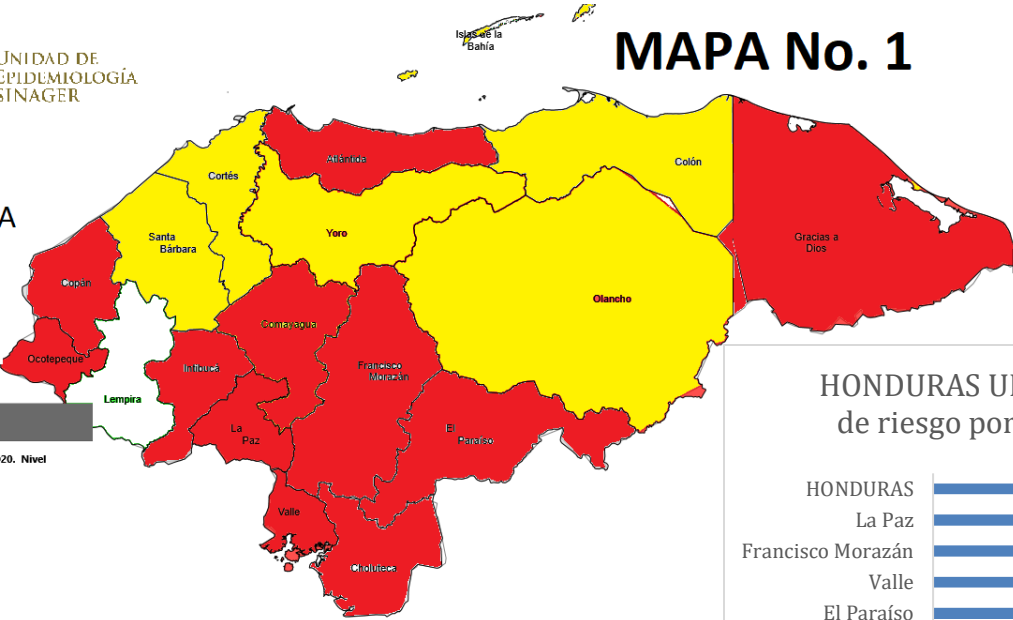 UNIDAD DE
EPIDEMIOLOGÍA
SINAGER
MAPA No. 1
Islas de la
Bahía
A
Atlántida
Colón
Cortés
Yoro
Santa
Bárbara
Gracias a
Dios
Copán
Olancho
Comayagua
Ocotepeque
Intibucá
Francisco
Morazán
Lempira
La
Paz
El
Paraíso
20. Nivel
Valle
Choluteca
HONDURAS U
de riesgo por
HONDURAS
La Paz
Francisco Morazán
Valle
El Paraíso